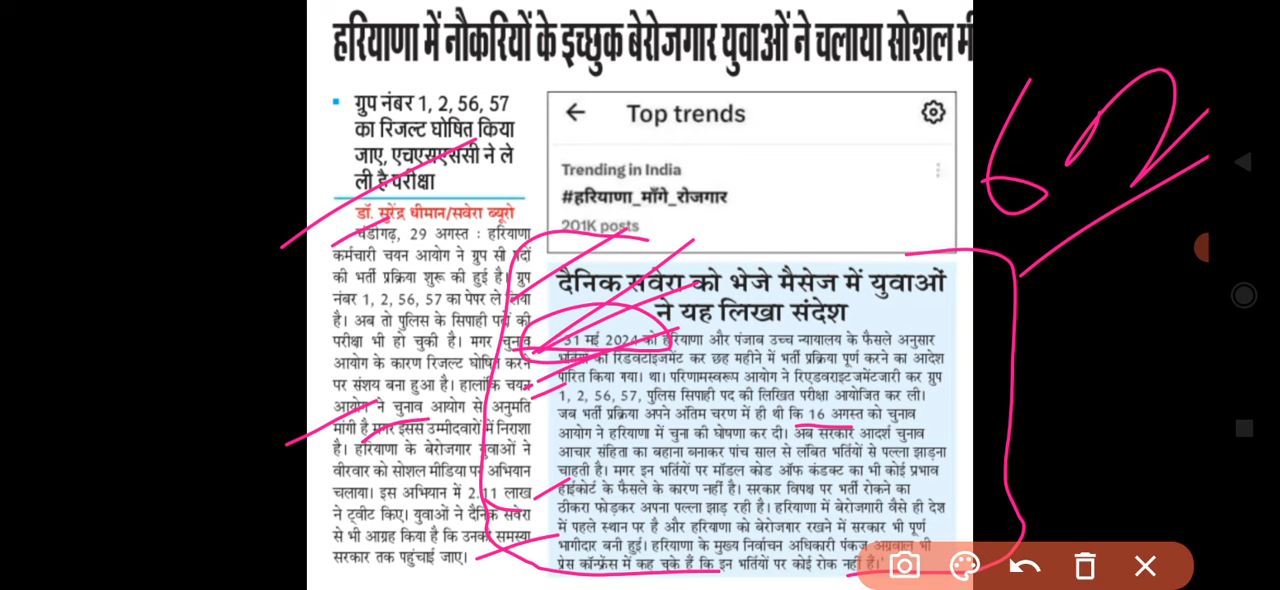 हरियाणा में नौकरियों के इच्छुक बेरोजगार युवाओं ने चलाया सोशल मी
ग्रुप नंबर 1, 2, 56, 57
का रिजल्ट घोषित किया
जाए, एचएसएससी ने ले
ली है परीक्षा
डॉ. सुरेंद्र धीमान/सवेरा ब्यूरो
चंडीगढ़, 29 अगस्त : हरियाणा
कर्मचारी चयन आयोग ने ग्रुप सी पदों
की भर्ती प्रक्रिया शुरू की हुई है। ग्रुप
नंबर 1, 2, 56, 57 का पेपर ले लिया
है। अब तो पुलिस के सिपाही पदों की
परीक्षा भी हो चुकी है। मगर चुनाव
आयोग के कारण रिजल्ट घोषित करने
पर संशय बना हुआ है। हालांकि चयन
आयोग ने चुनाव आयोग से अनुमति
मांगी है मगर इससे उम्मीदवारों में निराशा
है। हरियाणा के बेरोजगार युवाओं ने
वीरवार को सोशल मीडिया पर अभियान
चलाया। इस अभियान में 2.11 लाख
ने ट्वीट किए। युवाओं ने दैनिक सवेरा
से भी आग्रह किया है कि उनकी समस्या
सरकार तक पहुंचाई जाए।
Top trends
Trending in India
#हरियाणा_माँगे_रोजगार
201K posts
दैनिक सवेरा को भेजे मैसेज में युवाओं
ने यह लिखा संदेश
'31 मई 2024 को हरियाणा और पंजाब उच्च न्यायालय के फैसले अनुसार
भर्तियों को रिडवटाइजमेंट कर छह महीने में भर्ती प्रक्रिया पूर्ण करने का आदेश
पारित किया गया। था। परिणामस्वरूप आयोग ने रिएडवराइटजमेंटजारी कर ग्रुप
1, 2, 56, 57, पुलिस सिपाही पद की लिखित परीक्षा आयोजित कर ली।
जब भर्ती प्रक्रिया अपने अंतिम चरण में ही थी कि 16 अगस्त को चुनाव
आयोग ने हरियाणा में चुना की घोषणा कर दी। अब सरकार आदर्श चुनाव
आचार संहिता का बहाना बनाकर पांच साल से लंबित भर्तियों से पल्ला झाड़ना
चाहती है। मगर इन भर्तियों पर मॉडल कोड ऑफ कंडक्ट का भी कोई प्रभाव
हाईकोर्ट के फैसले के कारण नहीं है। सरकार विपक्ष पर भर्ती रोकने का
ठीकरा फोड़कर अपना पल्ला झाड़ रही है। हरियाणा में बेरोजगारी वैसे ही देश
में पहले स्थान पर है और हरियाणा को बेरोजगार रखने में सरकार भी पूर्ण
भागीदार बनी हुई। हरियाणा के मुख्य निर्वाचन अधिकारी पंकज अग्रवाल भी
प्रेस कॉन्फ्रेंस में कह चुके हैं कि इन भर्तियों पर कोई रोक नहीं है।'